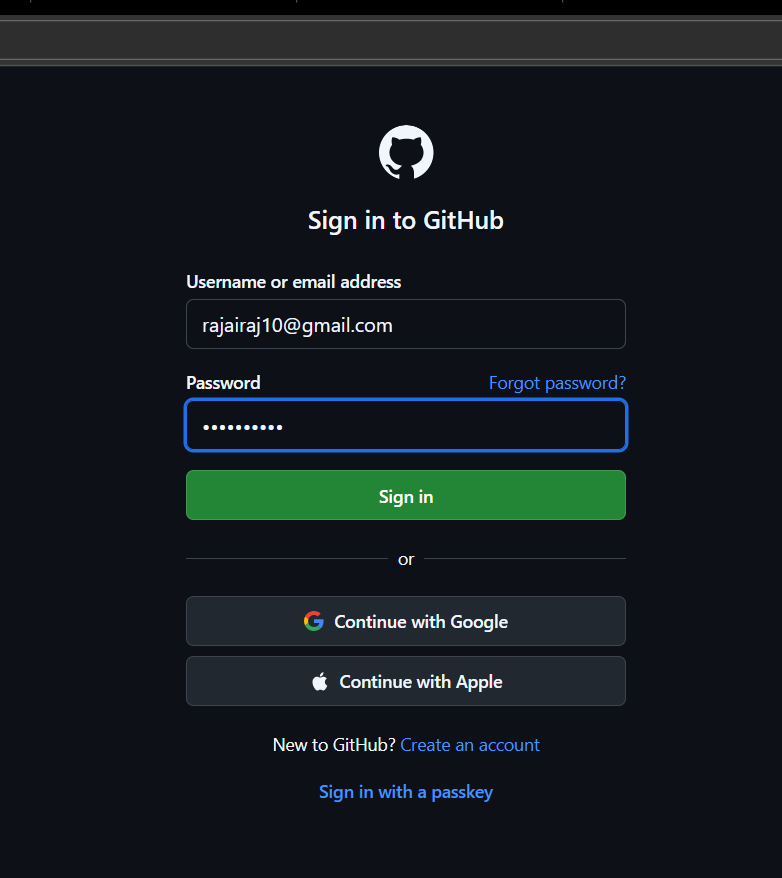 Sign in to GitHub
Username or email address
rajairaj10@gmail.com
Password Forgot password?
••••••••••
Sign in
or
Continue with Google
Continue with Apple
New to GitHub? Create an account
Sign in with a passkey